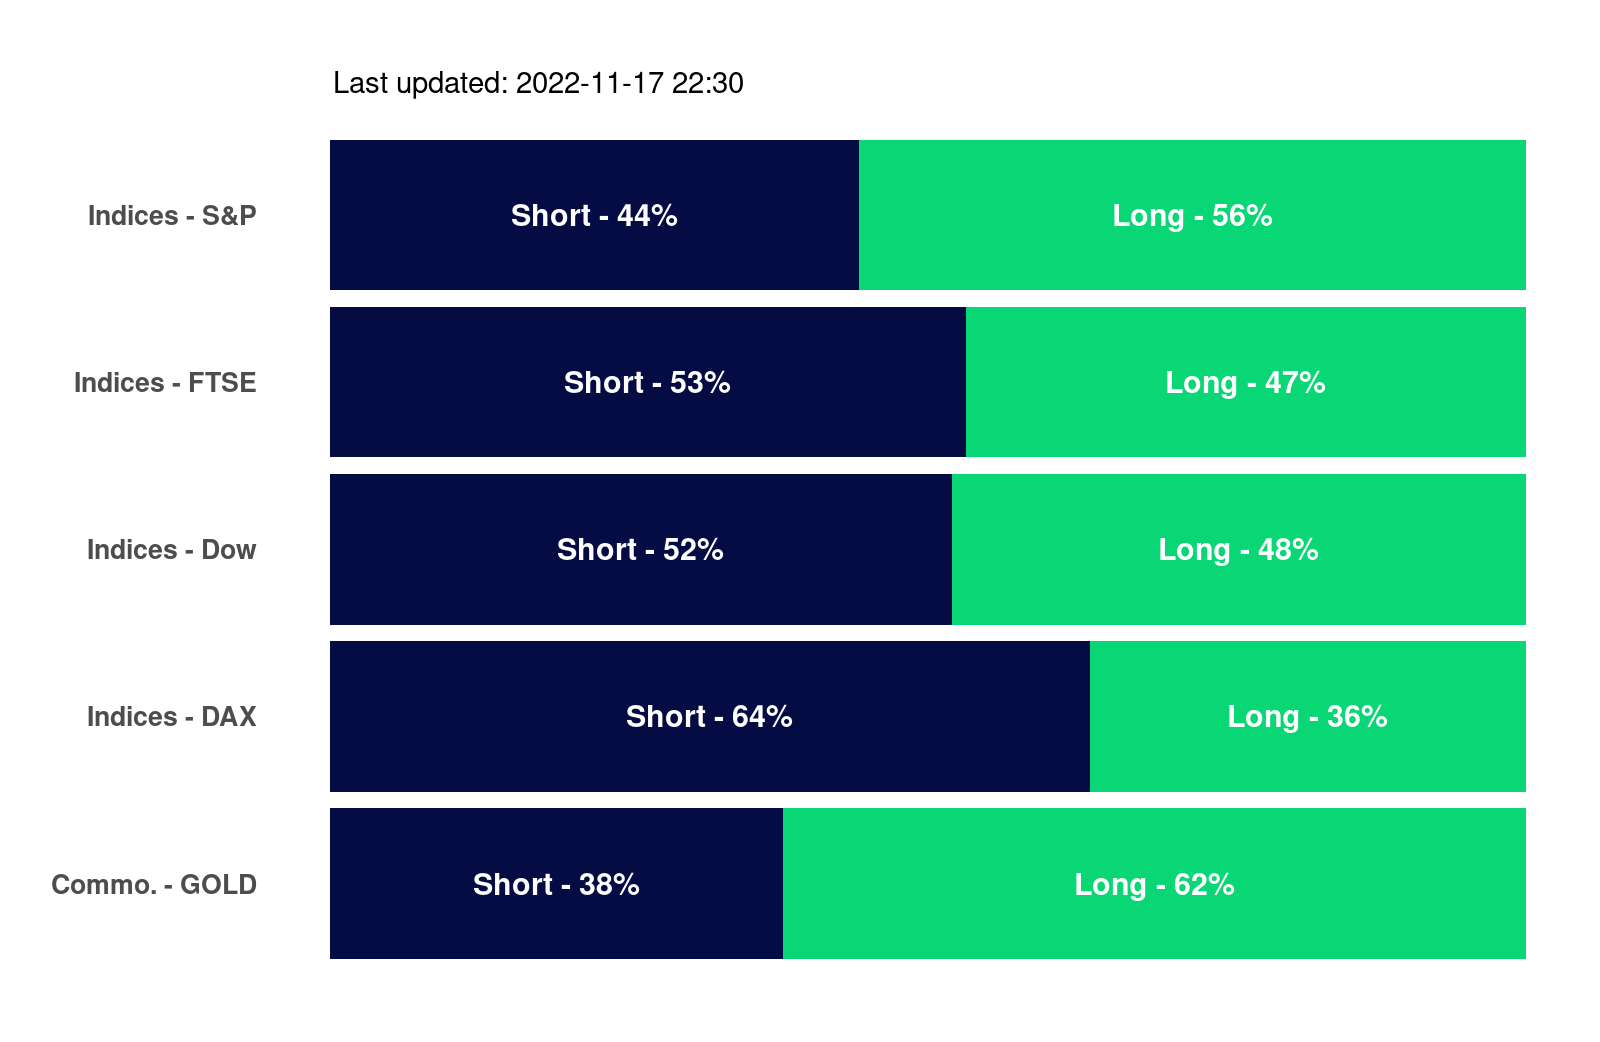 Last updated: 2022-11-17 22:30
Indices - S&P Short - 44% Long - 56%
Indices - FTSE Short - 53% Long - 47%
Indices - Dow Short - 52% Long - 48%
Indices - DAX Short - 64% Long - 36%
Commo. - GOLD Short - 38% Long - 62%